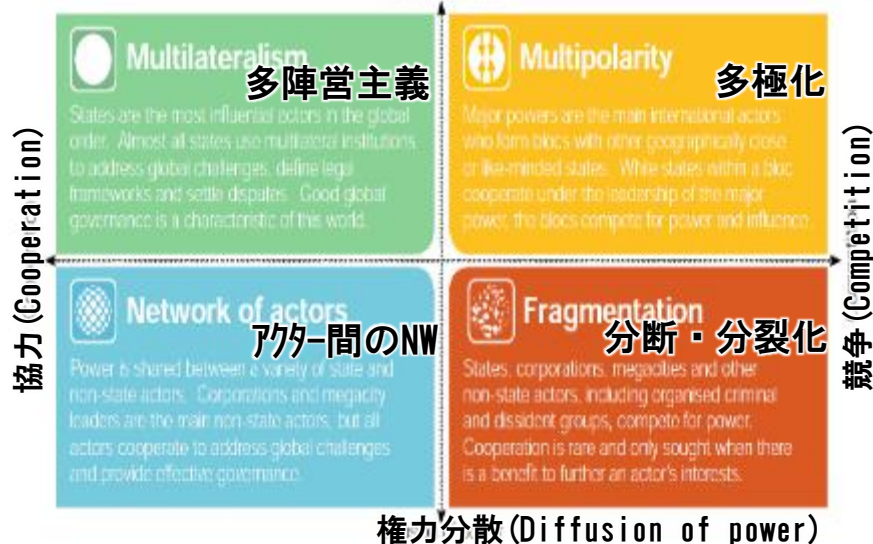 Multilateralism
多陣営主義
States are the most influential actors in the global
order. Almost all states use multilateral institutions
to address global challenges, define legal
frameworks and settle disputes. Good global
governance is a characteristic of this world.
Multipolarity
多極化
Major powers are the main international actors
who form blocs with other geographically close
or like-minded states. While states within a bloc
cooperate under the leadership of the major
power, the blocs compete for power and influence.
協力(Cooperation)
競争(Competition)
Network of actors
ｱｸﾀｰ間のNW
Power is shared between a variety of state and
non-state actors. Corporations and megacity
leaders are the main non-state actors, but all
actors cooperate to address global challenges
and provide effective governance.
Fragmentation
分断・分裂化
States, corporations, megacities and other
non-state actors, including organised criminal
and dissident groups, compete for power.
Cooperation is rare and only sought when there
is a benefit to further an actor's interests.
権力分散(Diffusion of power)